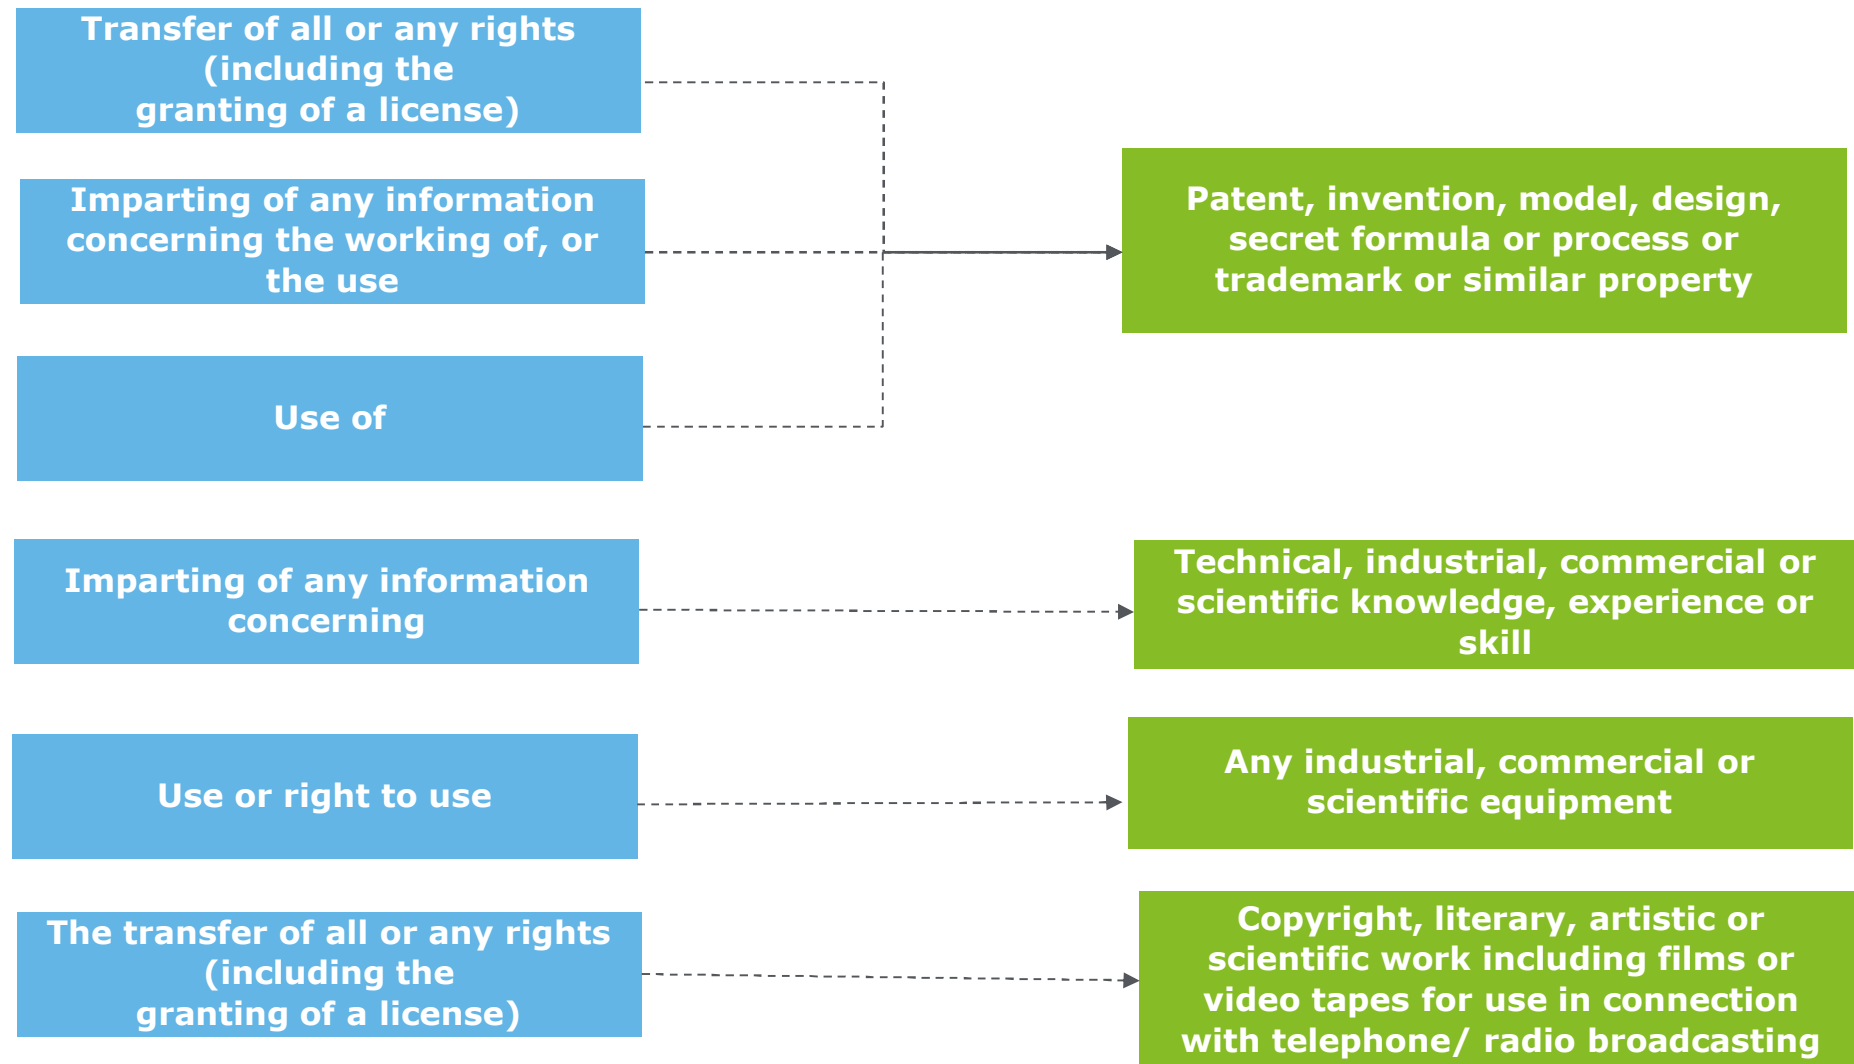 Transfer of all or any rights
(including the
granting of a license)
Imparting of any information
concerning the working of, or
the use
Use of
Patent, invention, model, design,
secret formula or process or
trademark or similar property
Imparting of any information
concerning
Technical, industrial, commercial or
scientific knowledge, experience or
skill
Use or right to use
Any industrial, commercial or
scientific equipment
The transfer of all or any rights
(including the
granting of a license)
Copyright, literary, artistic or
scientific work including films or
video tapes for use in connection
with telephone/ radio broadcasting